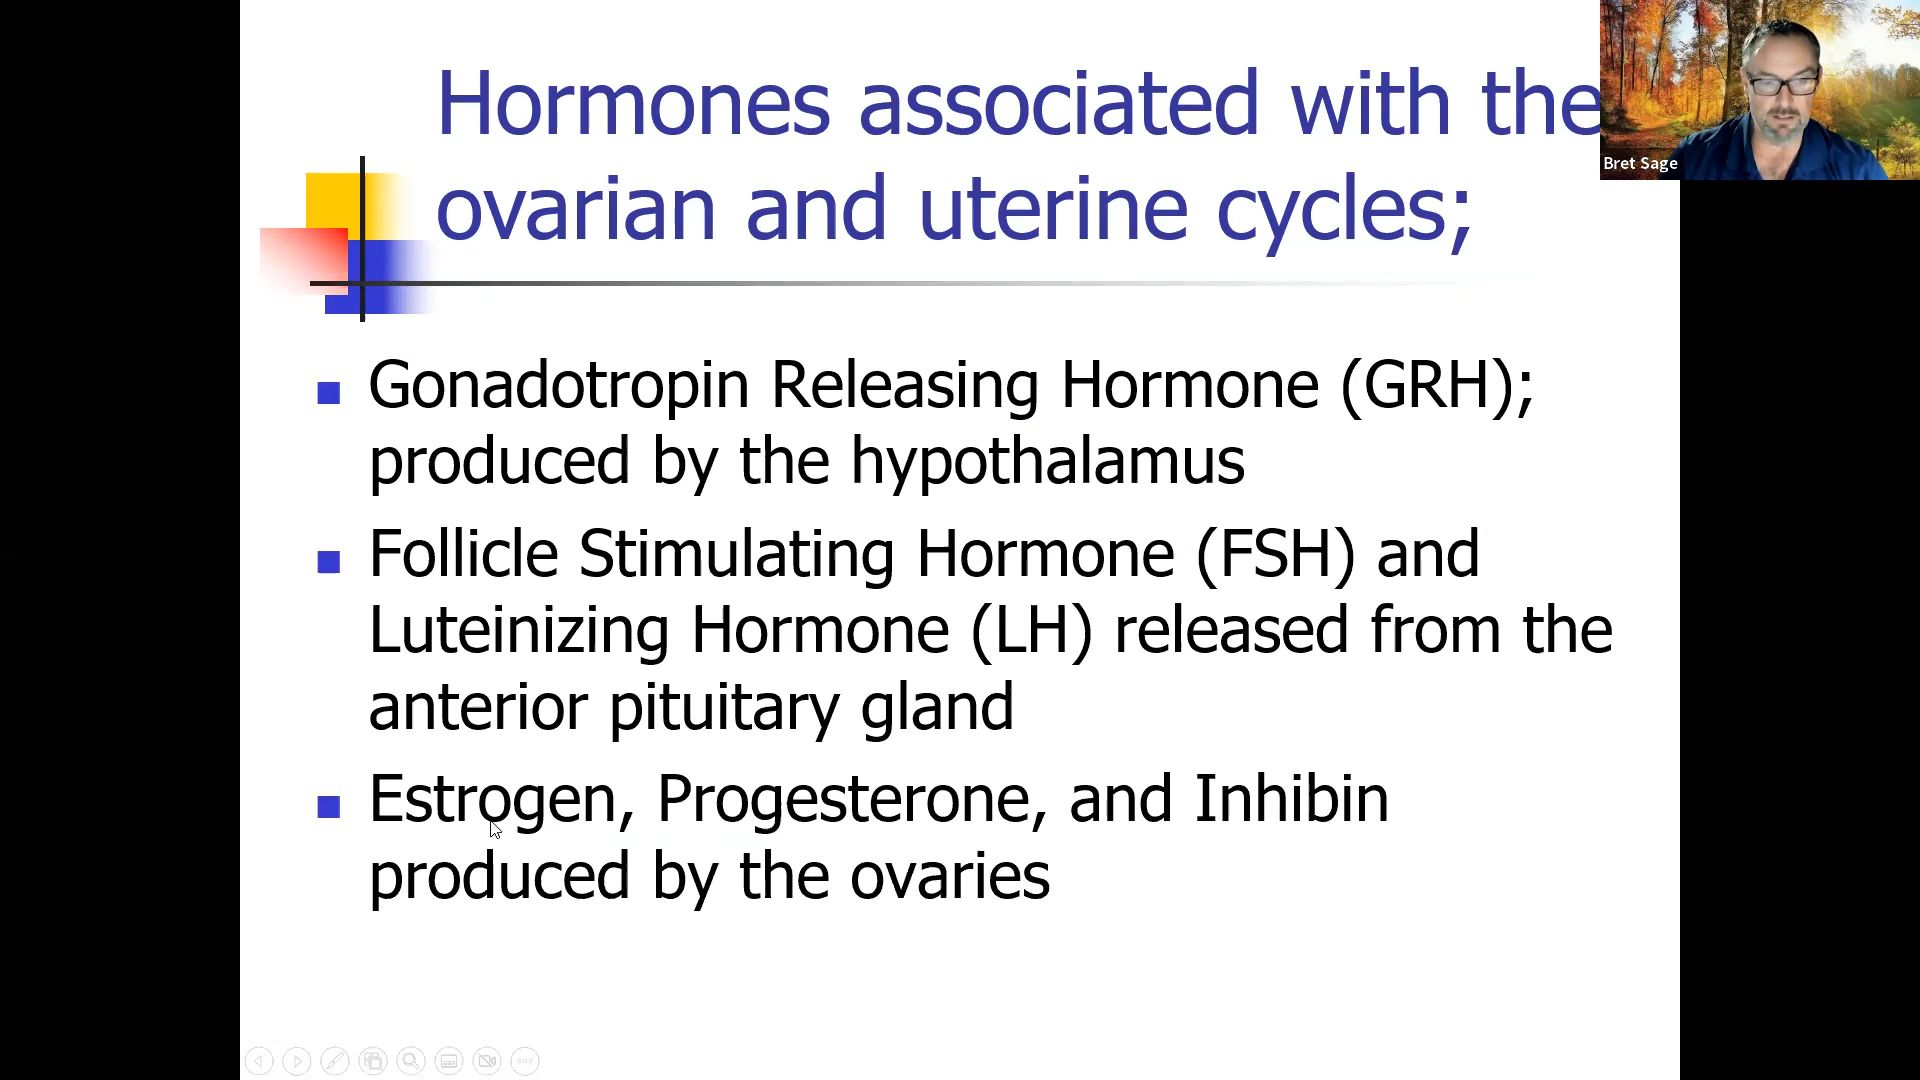 Hormones associated with the
ovarian and uterine cycles;
Bret Sage
Gonadotropin Releasing Hormone (GRH);
produced by the hypothalamus
Follicle Stimulating Hormone (FSH) and
Luteinizing Hormone (LH) released from the
anterior pituitary gland
Estrogen, Progesterone, and Inhibin
produced by the ovaries